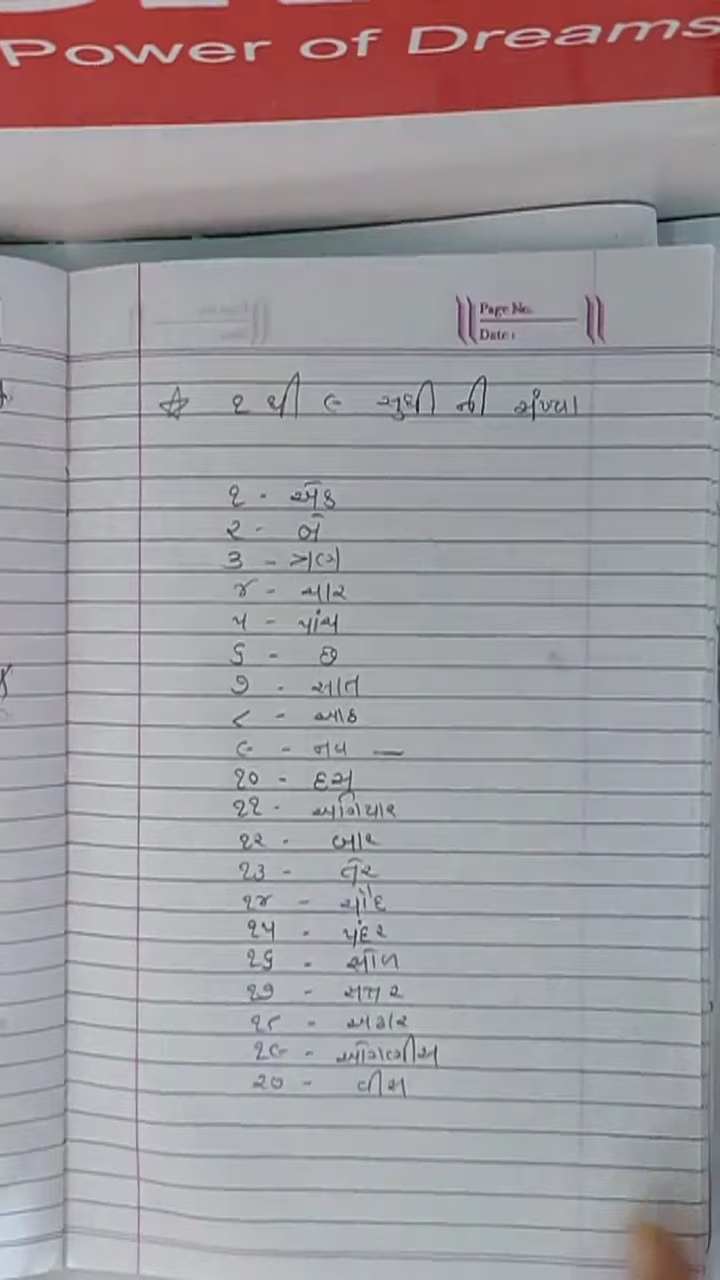 Power of Dreams
Page No.
Date :
☆ ૧ થી ૯ સુધી ની સંખ્યા
૧ - એક
૨ - બે
૩ - ત્રણ
૪ - ચાર
૫ - પાંચ
૬ - છ
૭ - સાત
૮ - આઠ
૯ - નવ —
૧૦ - દસ
૧૧ - અગિયાર
૧૨ - બાર
૧૩ - તેર
૧૪ - ચૌદ
૧૫ - પંદર
૧૬ - સોળ
૧૭ - સત્તર
૧૮ - અઢાર
૧૯ - ઓગણીસ
૨૦ - વીસ